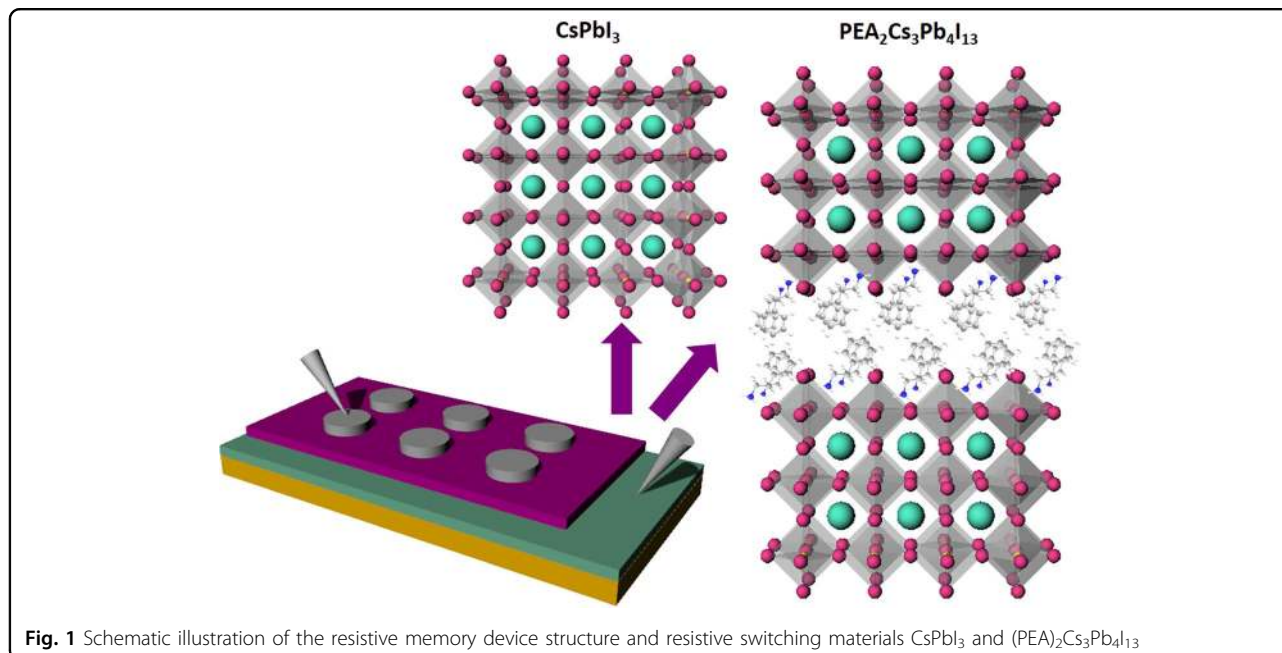 CsPbI₃
PEA₂Cs₃Pb₄I₁₃
Fig. 1 Schematic illustration of the resistive memory device structure and resistive switching materials CsPbI₃ and (PEA)₂Cs₃Pb₄I₁₃